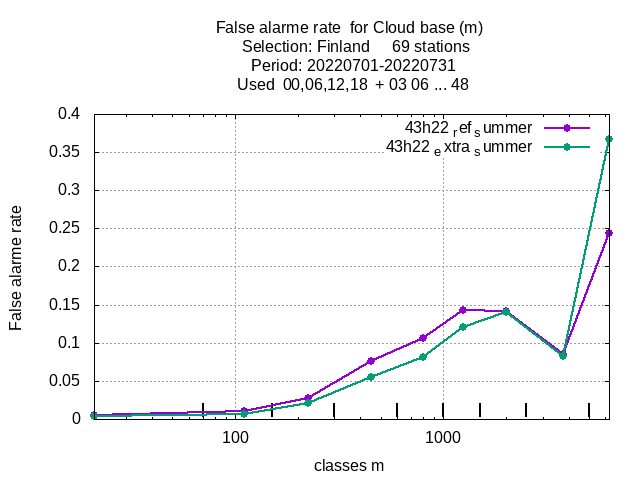 False alarme rate  for Cloud base (m)
Selection: Finland     69 stations
Period: 20220701-20220731
Used  00,06,12,18  + 03 06 ... 48
43h22 ref summer
43h22 extra summer
0.4
0.35
0.3
0.25
0.2
0.15
0.1
0.05
0
False alarme rate
100
1000
classes m